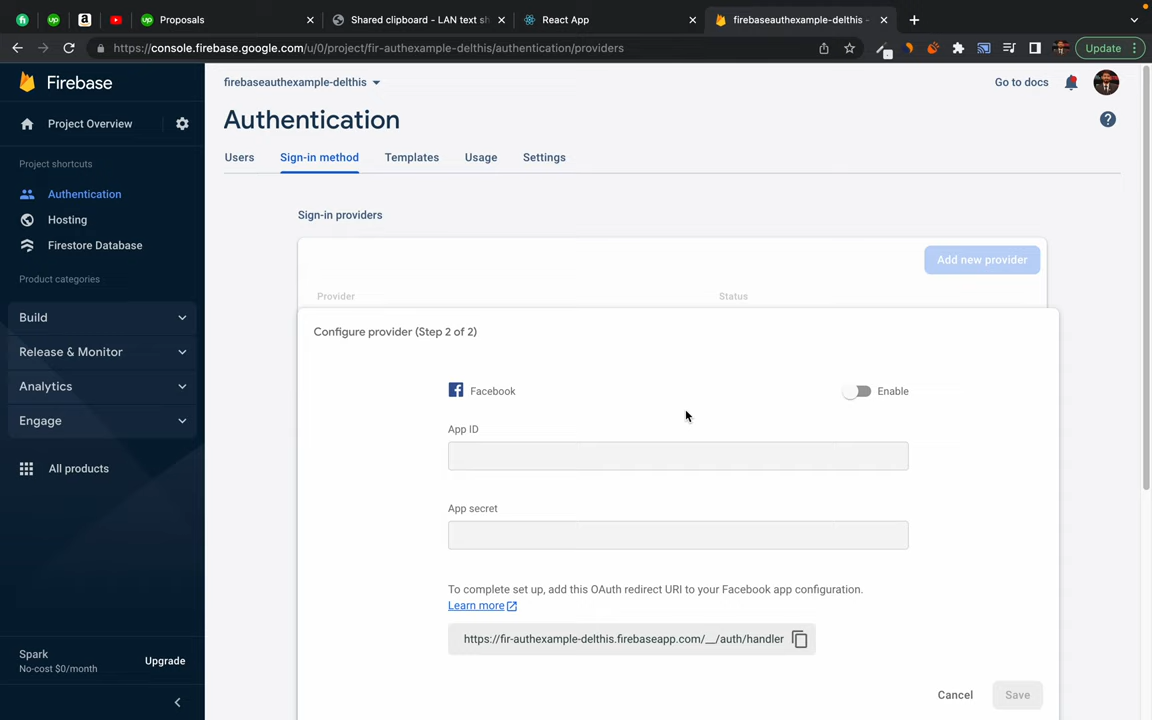 Proposals
Shared clipboard - LAN text sh
React App
firebaseauthexample-delthis -
https://console.firebase.google.com/u/0/project/fir-authexample-delthis/authentication/providers
Update
Firebase
firebaseauthexample-delthis
Go to docs
Project Overview
Authentication
Users
Sign-in method
Templates
Usage
Settings
Project shortcuts
Authentication
Hosting
Firestore Database
Product categories
Build
Release & Monitor
Analytics
Engage
All products
Spark
No-cost $0/month
Upgrade
Sign-in providers
Add new provider
Provider
Status
Configure provider (Step 2 of 2)
Facebook
Enable
App ID
App secret
To complete set up, add this OAuth redirect URI to your Facebook app configuration.
Learn more
https://fir-authexample-delthis.firebaseapp.com/__/auth/handler
Cancel
Save